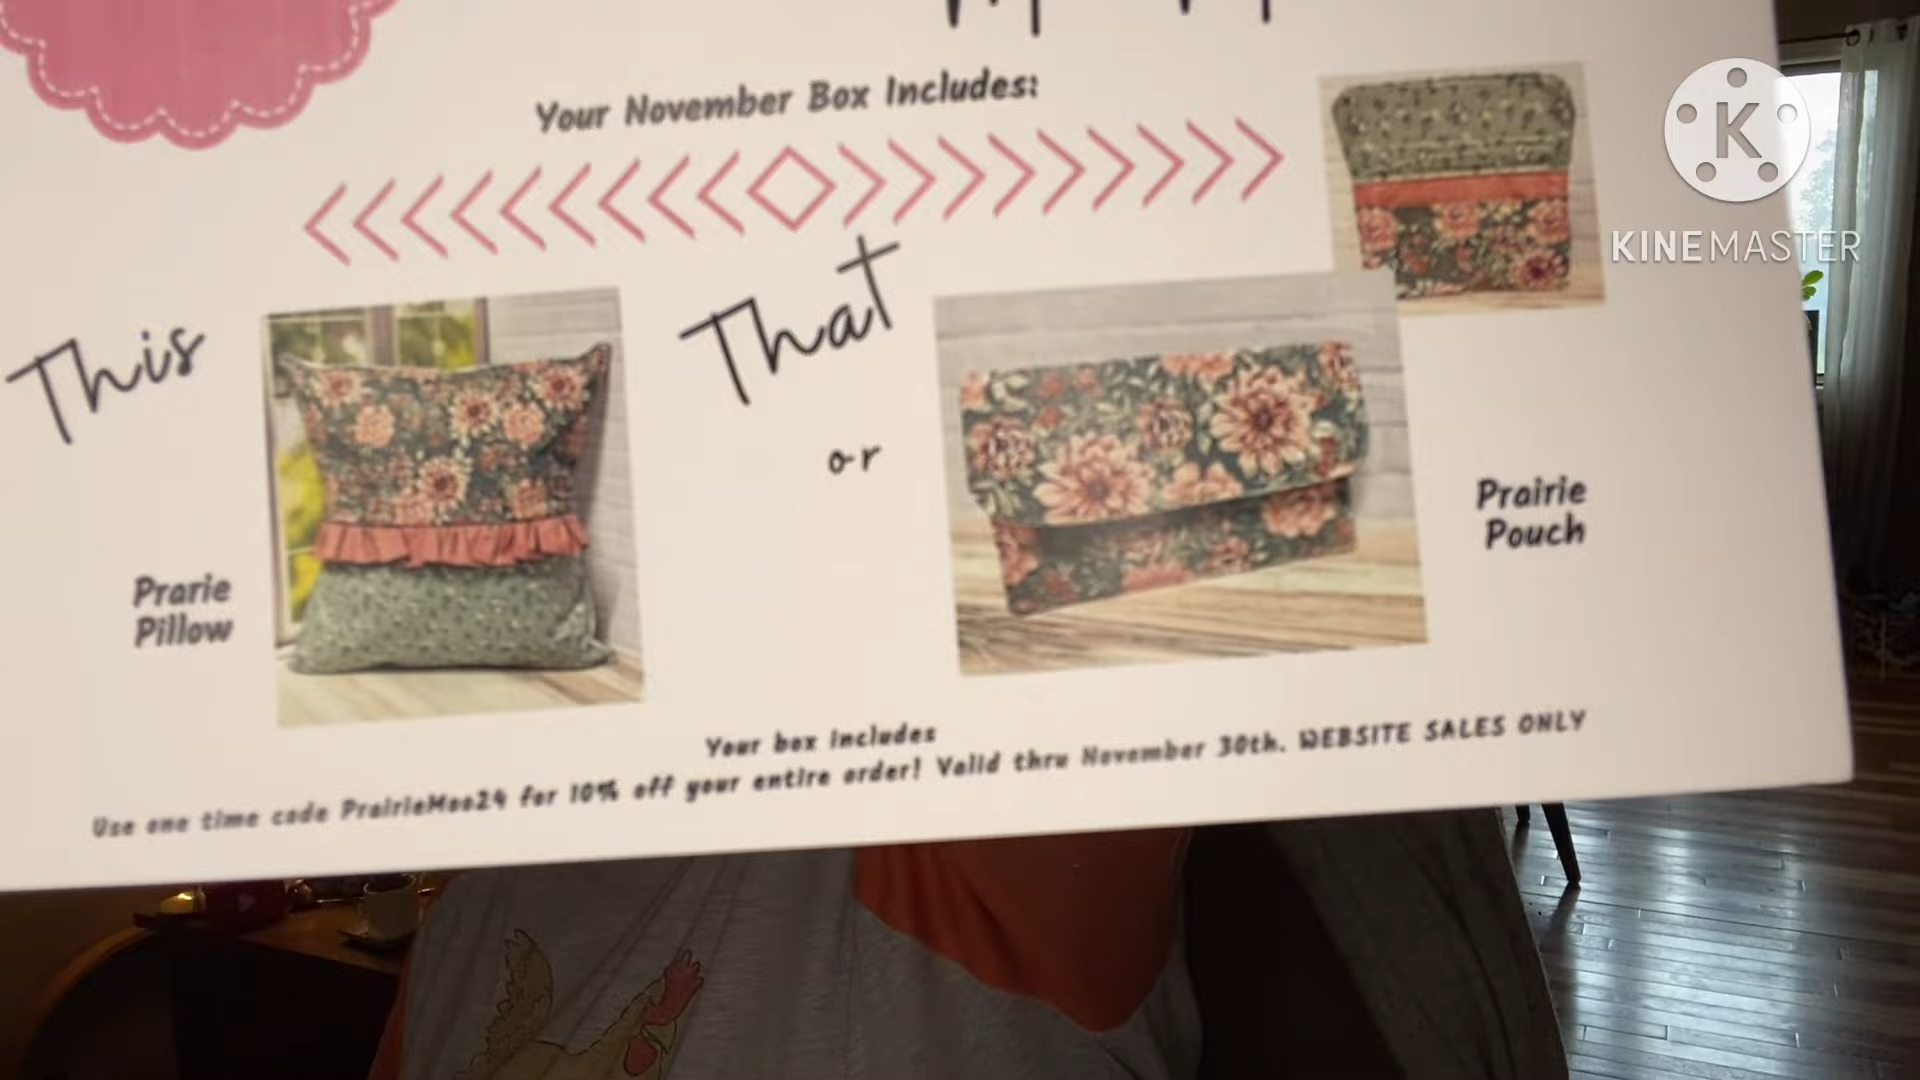 Your November Box Includes:
K
KINEMASTER
This
That
or
Prarie
Pillow
Prairie
Pouch
Your box includes
Use one time code PrairieMoo24 for 10% off your entire order! Valid thru November 30th. WEBSITE SALES ONLY